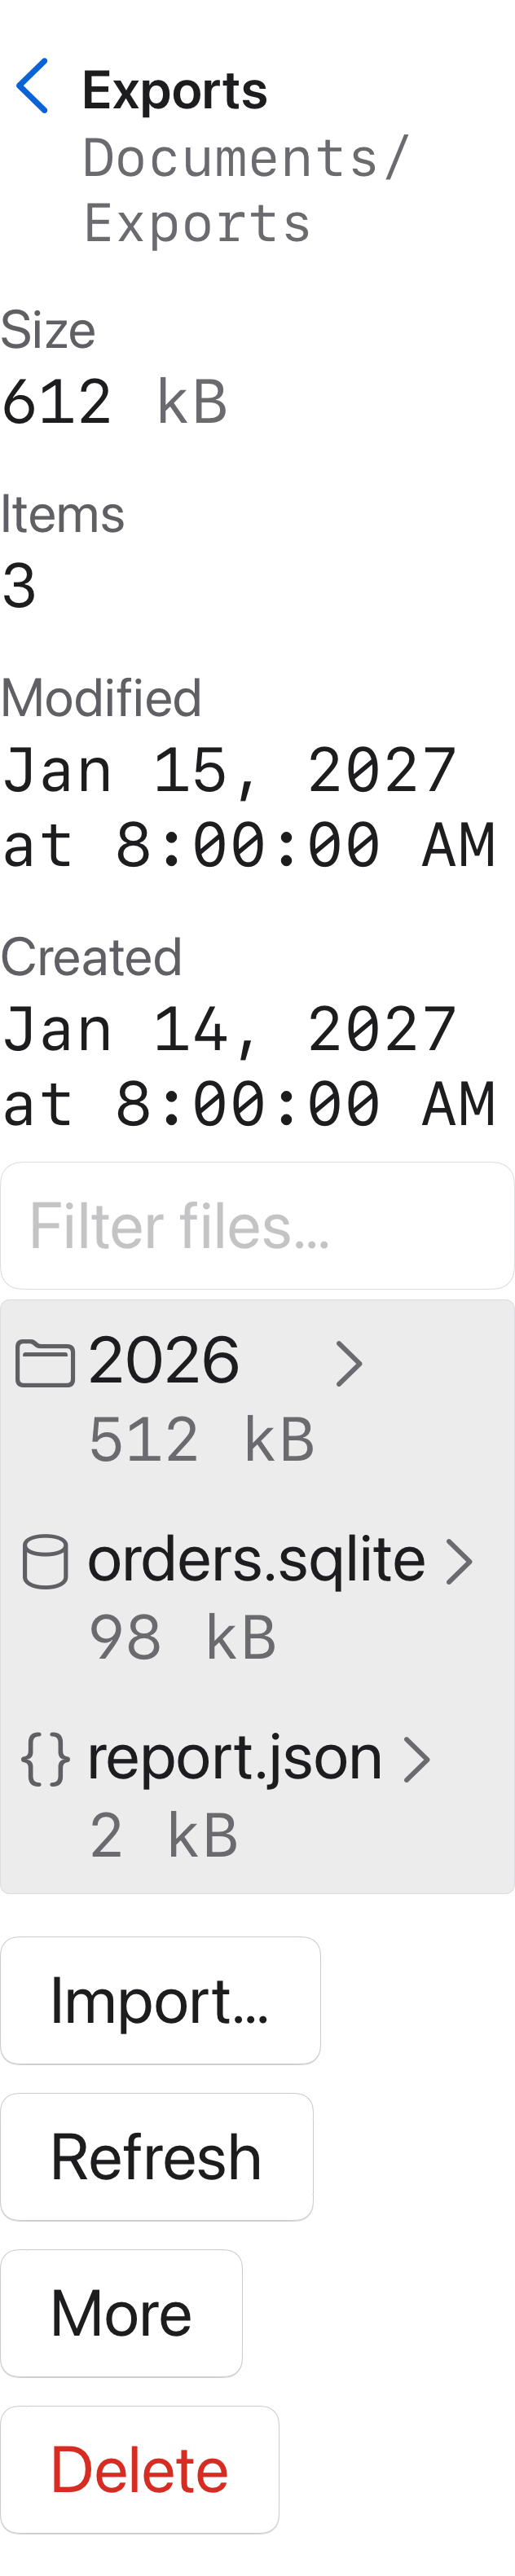 Exports
Documents/
Exports
Size
612 kB
Items
3
Modified
Jan 15, 2027
at 8:00:00 AM
Created
Jan 14, 2027
at 8:00:00 AM
Filter files…
2026
512 kB
orders.sqlite
98 kB
{} report.json
2 kB
Import…
Refresh
More
Delete